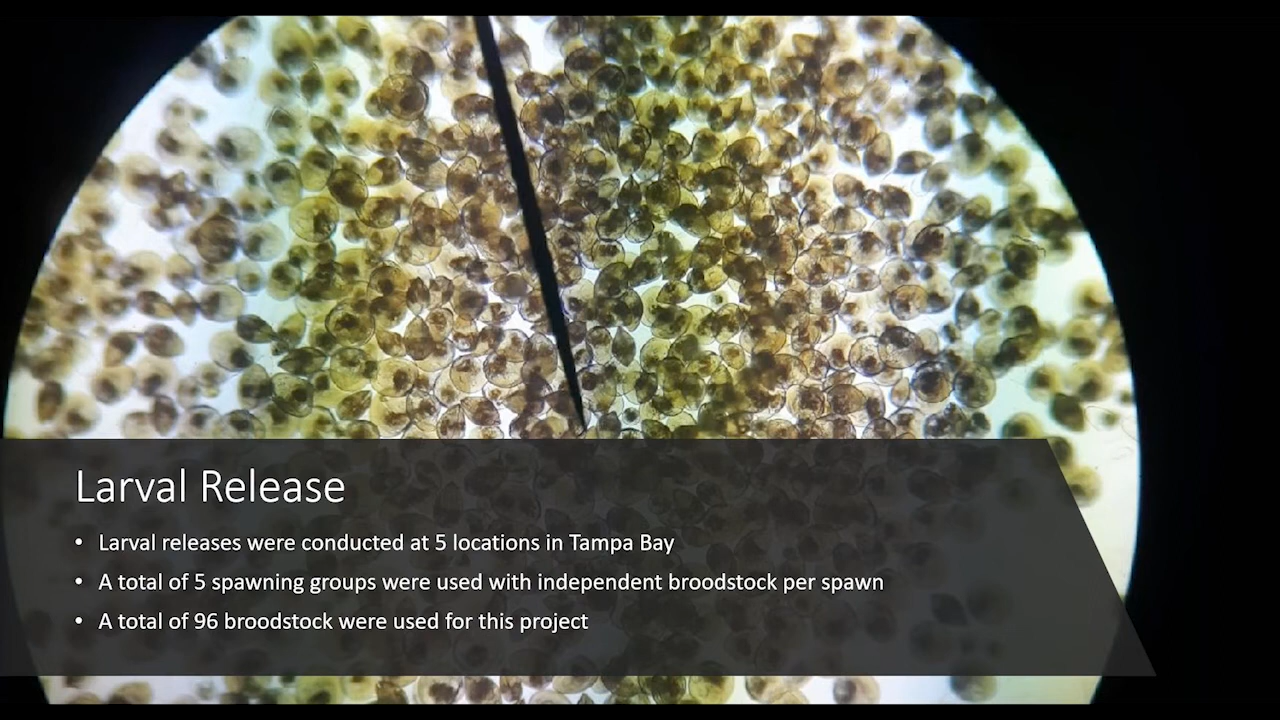 Larval Release
• Larval releases were conducted at 5 locations in Tampa Bay
• A total of 5 spawning groups were used with independent broodstock per spawn
• A total of 96 broodstock were used for this project